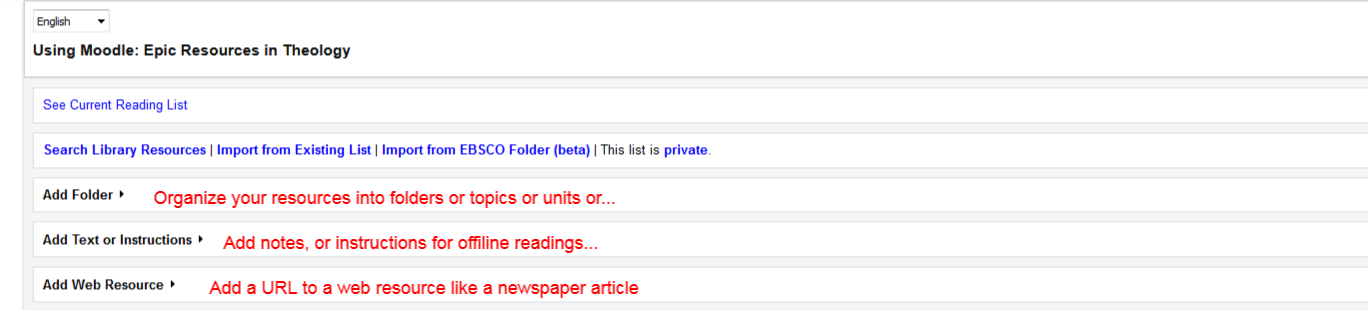 English
Using Moodle: Epic Resources in Theology
See Current Reading List
Search Library Resources | Import from Existing List | Import from EBSCO Folder (beta) | This list is private.
Add Folder Organize your resources into folders or topics or units or...
Add Text or Instructions Add notes, or instructions for offiline readings...
Add Web Resource Add a URL to a web resource like a newspaper article